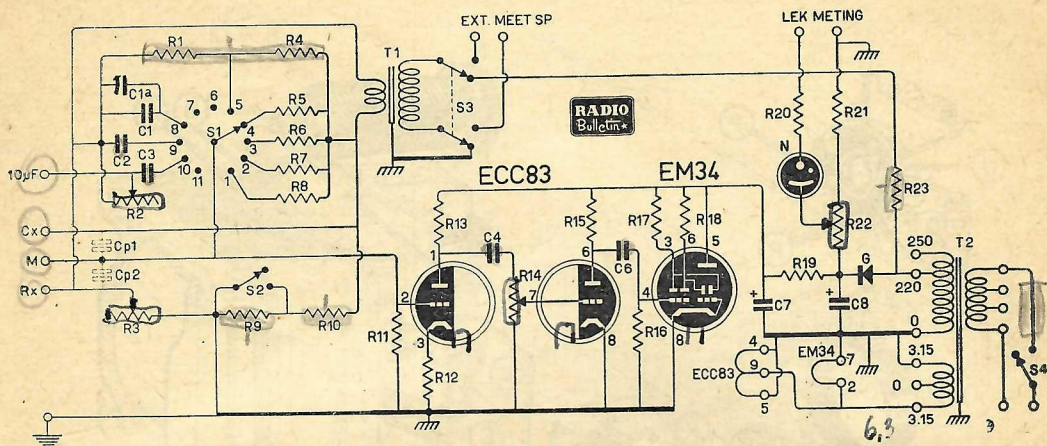 EXT. MEET SP
LEK METING
R1
R4
T1
C1a
C1
7
6
5
8
S1
4
R5
C2
9
3
R6
C3
10
2
R7
11
1
R8
10µF
R2
Cx
Cp1
M
Cp2
Rx
R3
S2
R9
R10
S3
RADIO
Bulletin
ECC83
EM34
R13
C4
R14
R15
C6
R17
R18
1
2
3
6
7
8
3
6
5
4
8
R11
R12
R16
R20
R21
N
R22
R23
R19
G
C7
C8
+
+
250
220
0
T2
3.15
0
3.15
S4
ECC83
4
9
5
EM34
7
2
6,3